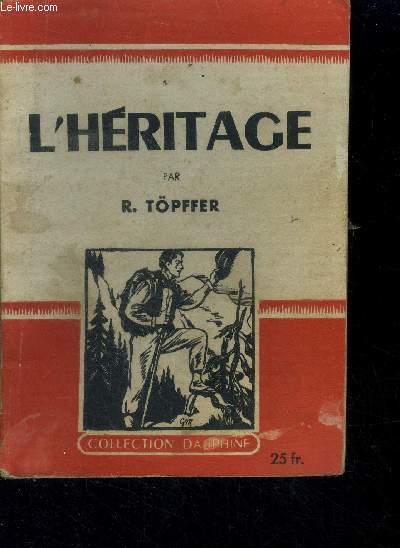 Le-livre.com
L'HÉRITAGE
PAR
R. TÖPFFER
COLLECTION DAUPHINE
25 fr.